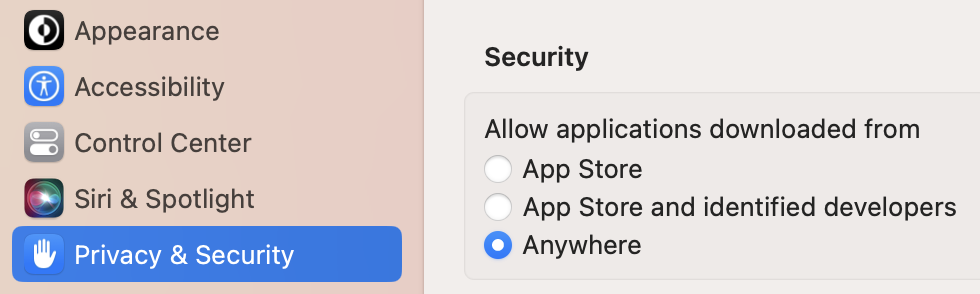 Appearance
Accessibility
Control Center
Siri & Spotlight
Privacy & Security
Security
Allow applications downloaded from
App Store
App Store and identified developers
Anywhere